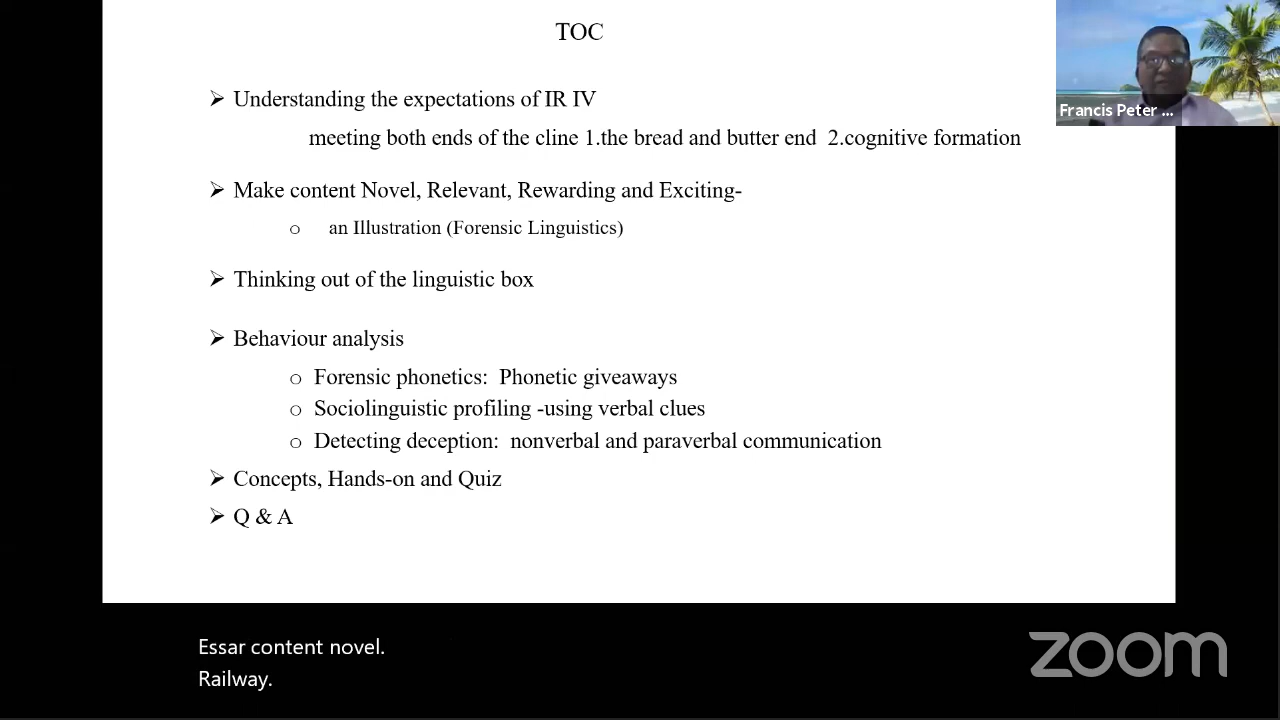 TOC
Francis Peter ...
➢ Understanding the expectations of IR IV
meeting both ends of the cline 1.the bread and butter end 2.cognitive formation
➢ Make content Novel, Relevant, Rewarding and Exciting-
o an Illustration (Forensic Linguistics)
➢ Thinking out of the linguistic box
➢ Behaviour analysis
o Forensic phonetics: Phonetic giveaways
o Sociolinguistic profiling -using verbal clues
o Detecting deception: nonverbal and paraverbal communication
➢ Concepts, Hands-on and Quiz
➢ Q & A
Essar content novel.
Railway.
zoom